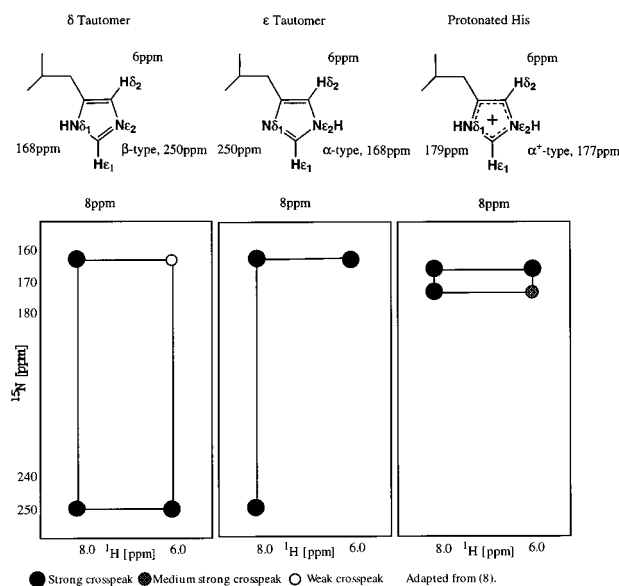 δ Tautomer
ε Tautomer
Protonated His
6ppm
6ppm
6ppm
Hδ2
Hδ2
Hδ2
HNδ1
Nε2
Nδ1
Nε2H
HNδ1
+
Nε2H
168ppm
β-type, 250ppm
250ppm
α-type, 168ppm
179ppm
α+-type, 177ppm
Hε1
Hε1
Hε1
8ppm
8ppm
8ppm
160
170
180
15N [ppm]
240
250
8.0 1H [ppm] 6.0
8.0 1H [ppm] 6.0
8.0 1H [ppm] 6.0
Strong crosspeak Medium strong crosspeak Weak crosspeak Adapted from (8).